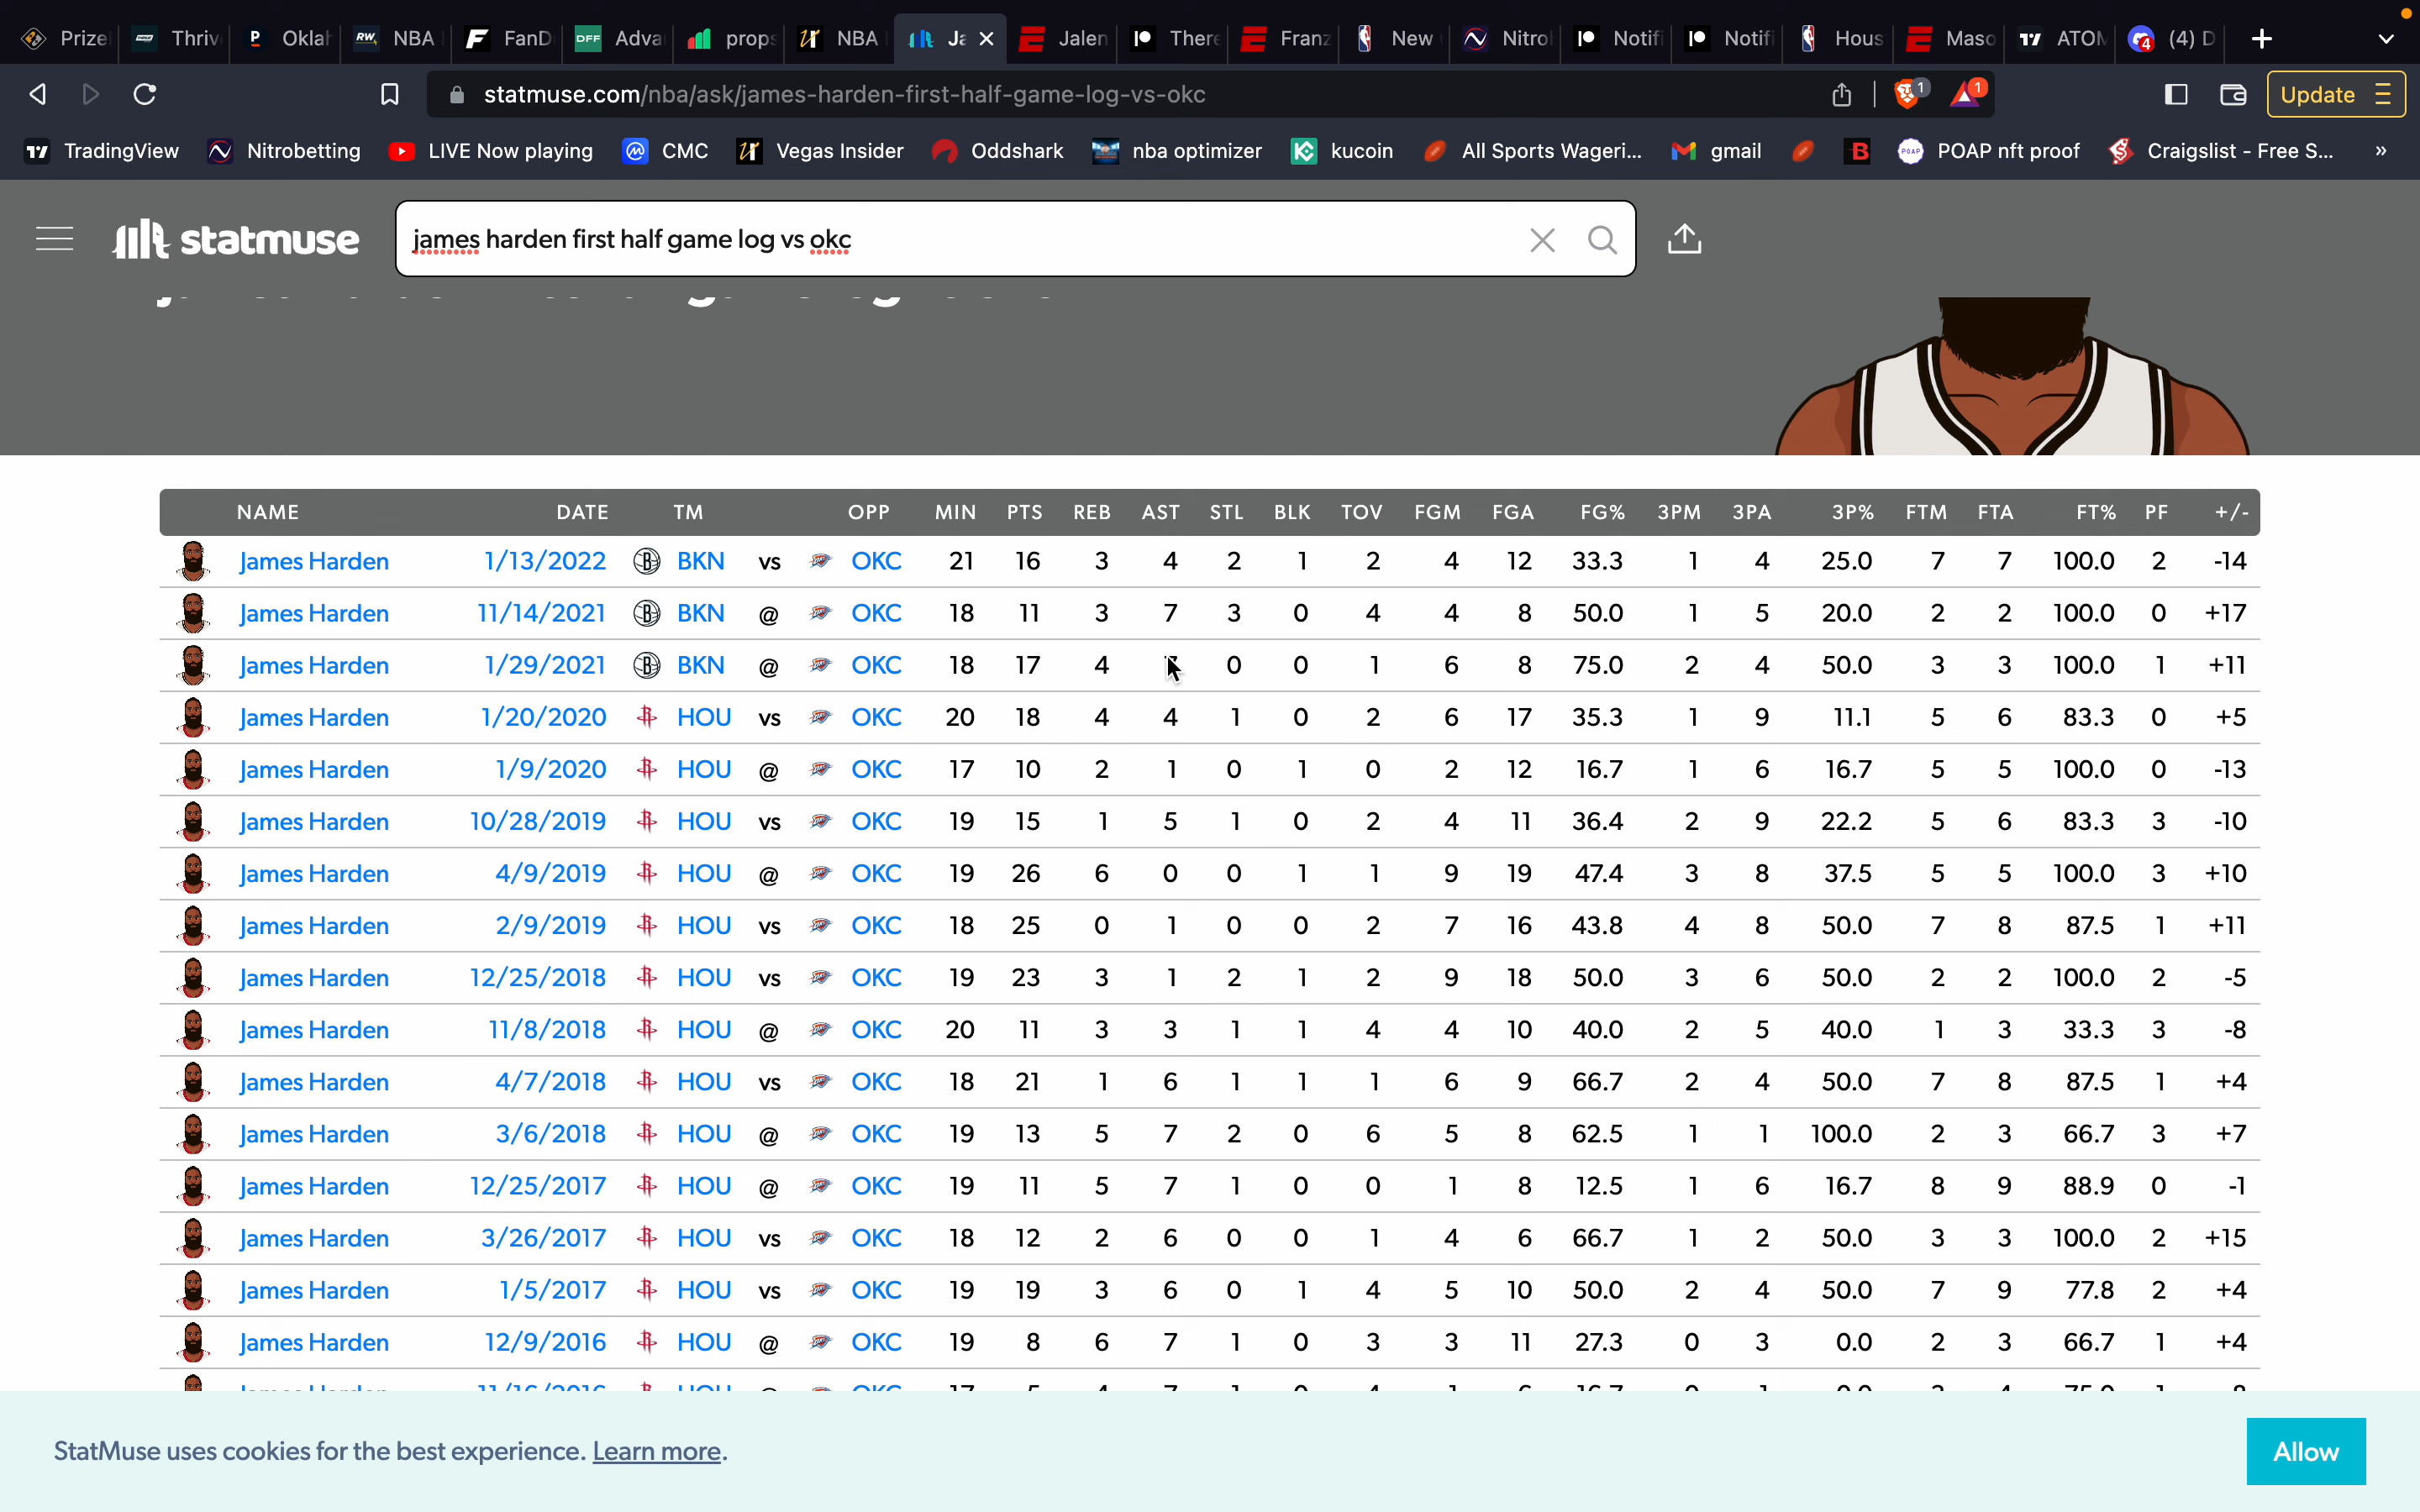 Prize Thriv Oklah NBA FanD Adva props NBA Ja Jalen There Franz New Nitro Notifi Notifi Hous Maso ATOM (4) D
statmuse.com/nba/ask/james-harden-first-half-game-log-vs-okc 1 1 Update
TradingView Nitrobetting LIVE Now playing CMC Vegas Insider Oddshark nba optimizer kucoin All Sports Wageri... gmail B POAP nft proof Craigslist - Free S... »
statmuse james harden first half game log vs okc
NAME DATE TM OPP MIN PTS REB AST STL BLK TOV FGM FGA FG% 3PM 3PA 3P% FTM FTA FT% PF +/-
James Harden 1/13/2022 BKN vs OKC 21 16 3 4 2 1 2 4 12 33.3 1 4 25.0 7 7 100.0 2 -14
James Harden 11/14/2021 BKN @ OKC 18 11 3 7 3 0 4 4 8 50.0 1 5 20.0 2 2 100.0 0 +17
James Harden 1/29/2021 BKN @ OKC 18 17 4 0 0 1 6 8 75.0 2 4 50.0 3 3 100.0 1 +11
James Harden 1/20/2020 HOU vs OKC 20 18 4 4 1 0 2 6 17 35.3 1 9 11.1 5 6 83.3 0 +5
James Harden 1/9/2020 HOU @ OKC 17 10 2 1 0 1 0 2 12 16.7 1 6 16.7 5 5 100.0 0 -13
James Harden 10/28/2019 HOU vs OKC 19 15 1 5 1 0 2 4 11 36.4 2 9 22.2 5 6 83.3 3 -10
James Harden 4/9/2019 HOU @ OKC 19 26 6 0 0 1 1 9 19 47.4 3 8 37.5 5 5 100.0 3 +10
James Harden 2/9/2019 HOU vs OKC 18 25 0 1 0 0 2 7 16 43.8 4 8 50.0 7 8 87.5 1 +11
James Harden 12/25/2018 HOU vs OKC 19 23 3 1 2 1 2 9 18 50.0 3 6 50.0 2 2 100.0 2 -5
James Harden 11/8/2018 HOU @ OKC 20 11 3 3 1 1 4 4 10 40.0 2 5 40.0 1 3 33.3 3 -8
James Harden 4/7/2018 HOU vs OKC 18 21 1 6 1 1 1 6 9 66.7 2 4 50.0 7 8 87.5 1 +4
James Harden 3/6/2018 HOU @ OKC 19 13 5 7 2 0 6 5 8 62.5 1 1 100.0 2 3 66.7 3 +7
James Harden 12/25/2017 HOU @ OKC 19 11 5 7 1 0 0 1 8 12.5 1 6 16.7 8 9 88.9 0 -1
James Harden 3/26/2017 HOU vs OKC 18 12 2 6 0 0 1 4 6 66.7 1 2 50.0 3 3 100.0 2 +15
James Harden 1/5/2017 HOU vs OKC 19 19 3 6 0 1 4 5 10 50.0 2 4 50.0 7 9 77.8 2 +4
James Harden 12/9/2016 HOU @ OKC 19 8 6 7 1 0 3 3 11 27.3 0 3 0.0 2 3 66.7 1 +4
StatMuse uses cookies for the best experience. Learn more. Allow